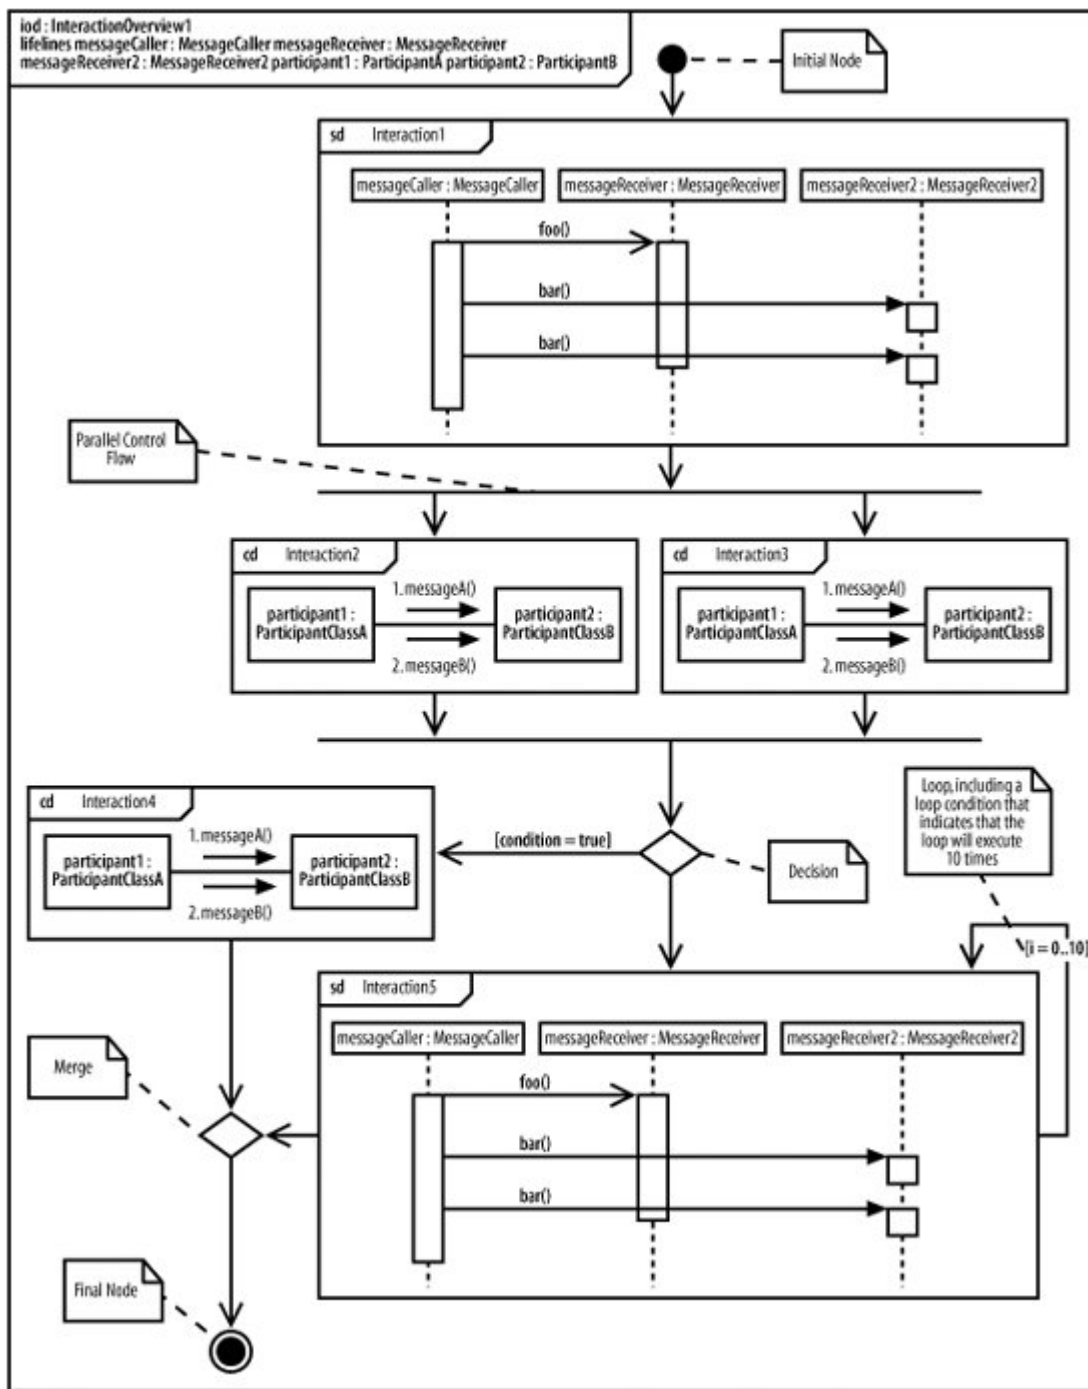 iod : InteractionOverview1
lifelines messageCaller : MessageCaller messageReceiver : MessageReceiver
messageReceiver2 : MessageReceiver2 participant1 : ParticipantA participant2 : ParticipantB
Initial Node
sd Interaction1
messageCaller : MessageCaller
messageReceiver : MessageReceiver
messageReceiver2 : MessageReceiver2
foo()
bar()
bar()
Parallel Control
Flow
cd Interaction2
participant1 :
ParticipantClassA
1. messageA()
2. messageB()
participant2 :
ParticipantClassB
cd Interaction3
participant1 :
ParticipantClassA
1. messageA()
2. messageB()
participant2 :
ParticipantClassB
cd Interaction4
participant1 :
ParticipantClassA
1. messageA()
2. messageB()
participant2 :
ParticipantClassB
[condition = true]
Decision
Loop, including a
loop condition that
indicates that the
loop will execute
10 times
[i = 0..10]
sd Interaction5
messageCaller : MessageCaller
messageReceiver : MessageReceiver
messageReceiver2 : MessageReceiver2
foo()
bar()
bar()
Merge
Final Node